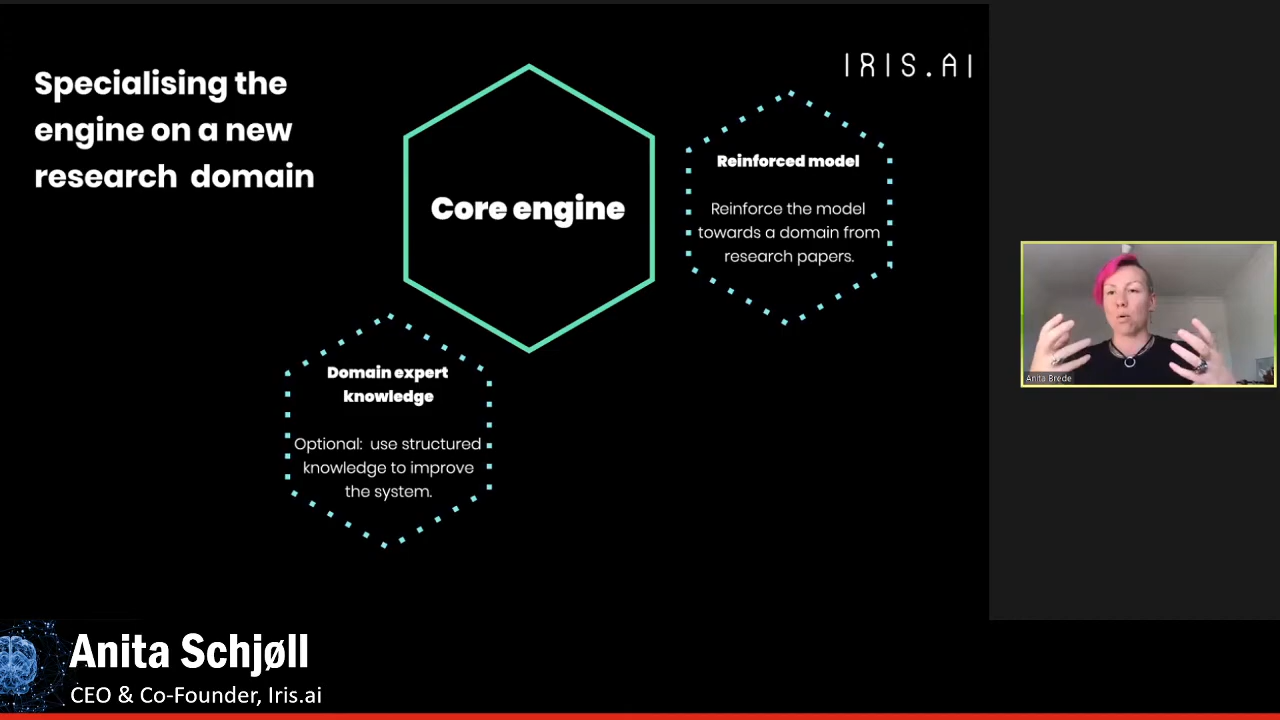 Specialising the
engine on a new
research domain
IRIS.AI
Core engine
Reinforced model
Reinforce the model
towards a domain from
research papers.
Domain expert
knowledge
Optional: use structured
knowledge to improve
the system.
Anita Brede
Anita Schjøll
CEO & Co-Founder, Iris.ai